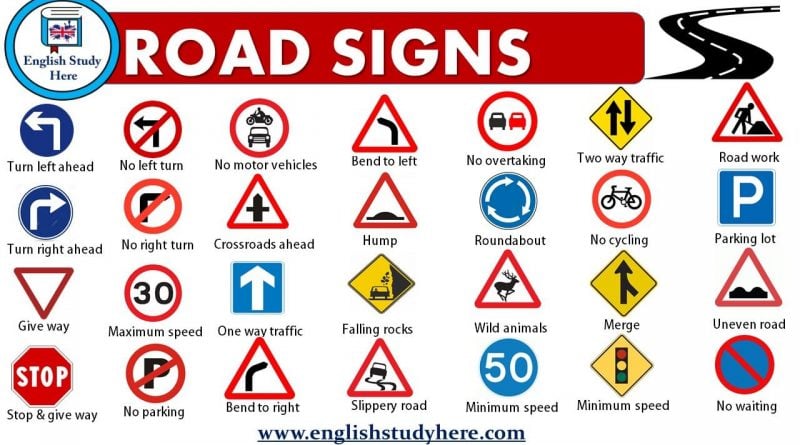 English Study
Here
ROAD SIGNS
Turn left ahead
No left turn
No motor vehicles
Bend to left
No overtaking
Two way traffic
Road work
Turn right ahead
No right turn
Crossroads ahead
Hump
Roundabout
No cycling
P
Parking lot
Give way
30
Maximum speed
One way traffic
Falling rocks
Wild animals
Merge
Uneven road
STOP
Stop & give way
P
No parking
Bend to right
Slippery road
50
Minimum speed
Minimum speed
No waiting
www.englishstudyhere.com